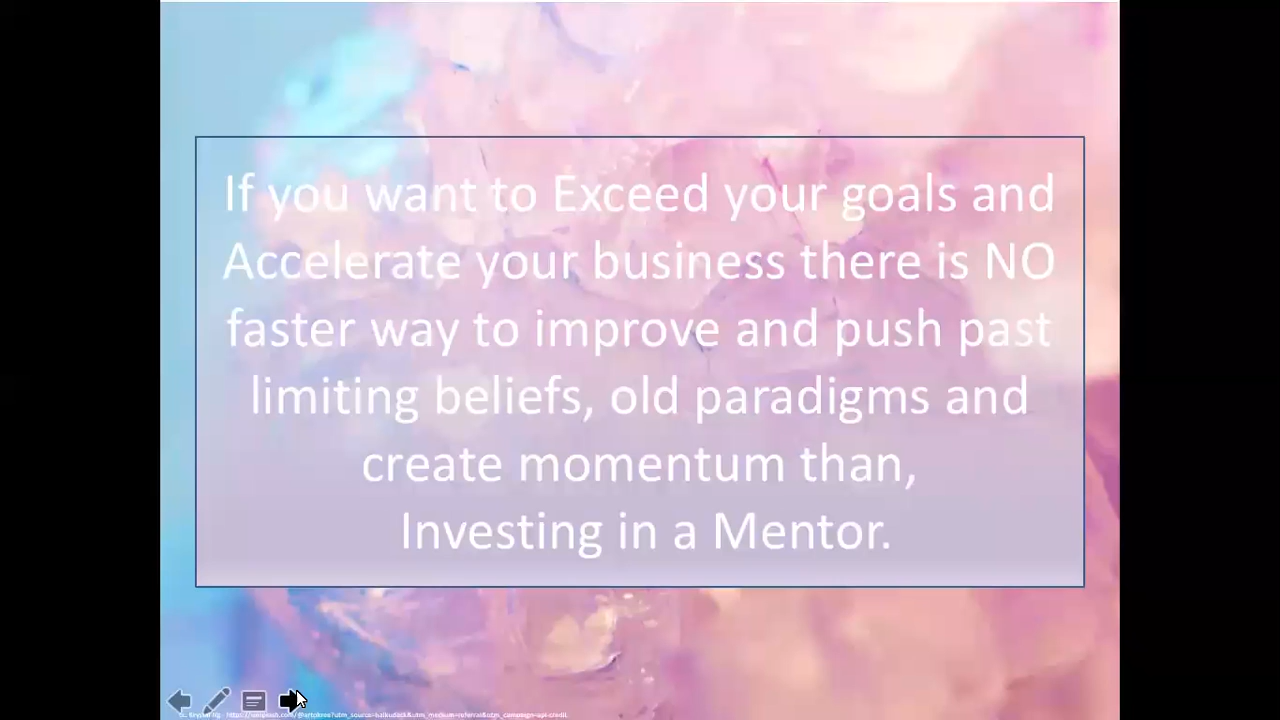 If you want to Exceed your goals and
Accelerate your business there is NO
faster way to improve and push past
limiting beliefs, old paradigms and
create momentum than,
Investing in a Mentor.